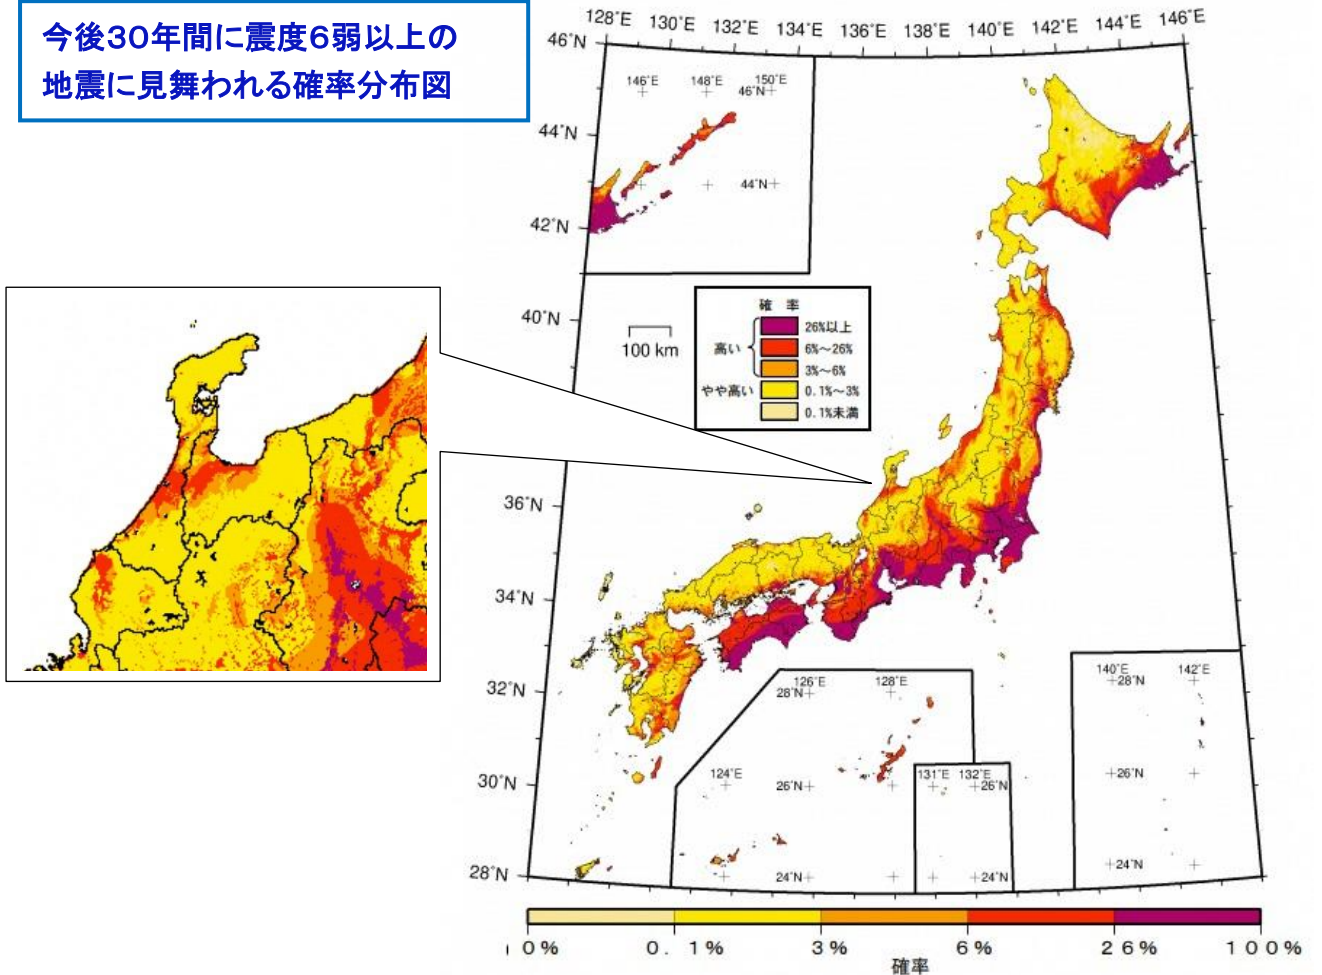 今後30年間に震度6弱以上の
地震に見舞われる確率分布図
128°E 130°E 132°E 134°E 136°E 138°E 140°E 142°E 144°E 146°E
46°N
146°E 148°E 150°E
46°N
44°N
44°N
42°N
40°N
100 km
確 率
26%以上
高い 6%～26%
3%～6%
やや高い 0.1%～3%
0.1%未満
36°N
34°N
32°N
126°E 128°E
28°N
140°E 142°E
28°N
30°N
124°E
26°N
131°E 132°E
26°N
26°N
28°N
24°N
24°N
24°N
0% 0.1% 3% 6% 26% 100%
確率